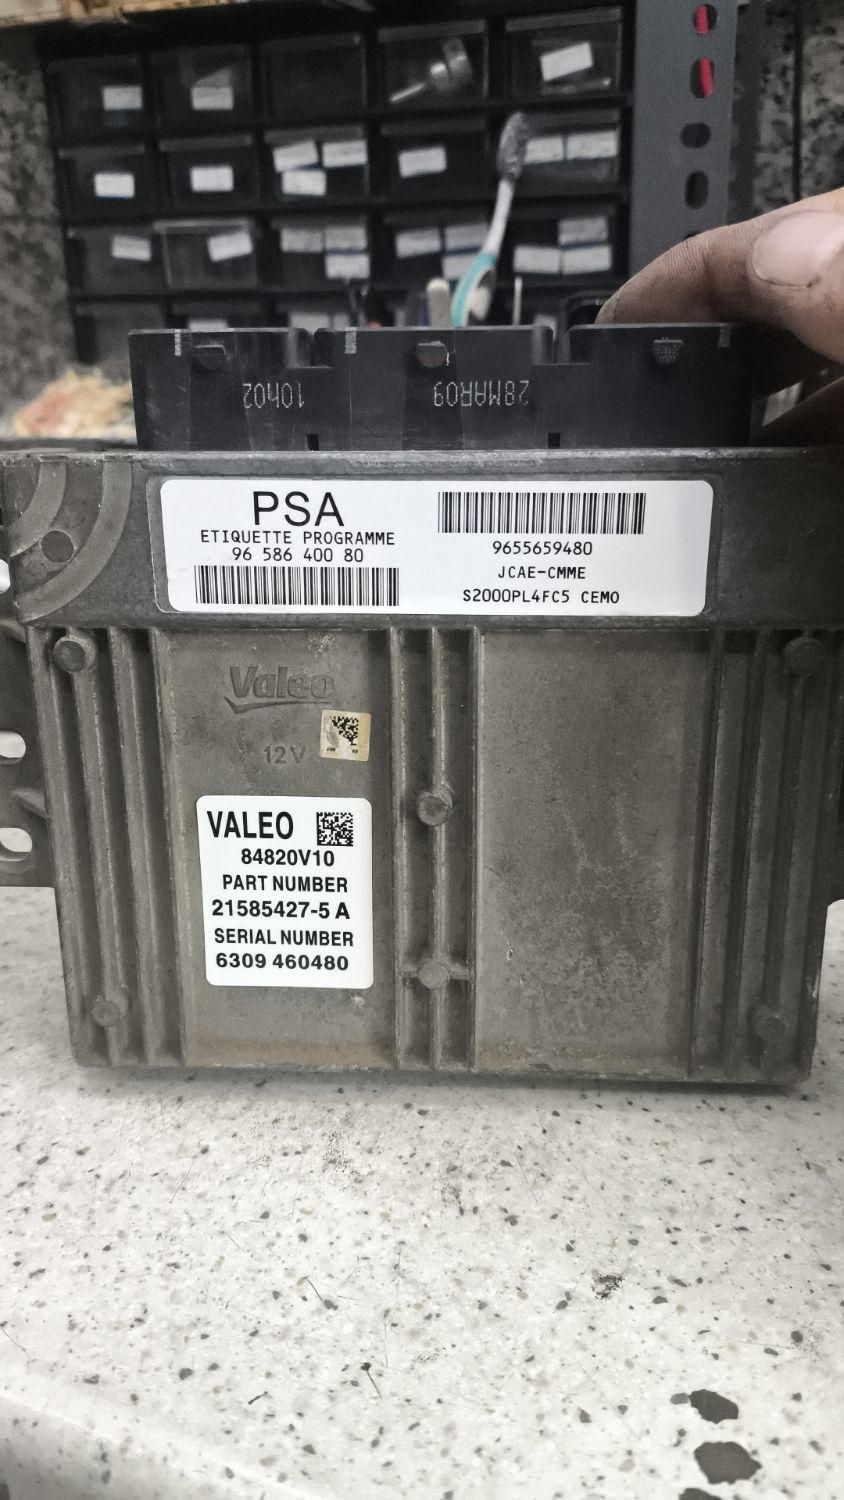 10h02
28MAR09
PSA
ETIQUETTE PROGRAMME
96 586 400 80
9655659480
JCAE-CMME
S2000PL4FC5 CEMO
Valeo
12V
VALEO
84820V10
PART NUMBER
21585427-5 A
SERIAL NUMBER
6309 460480